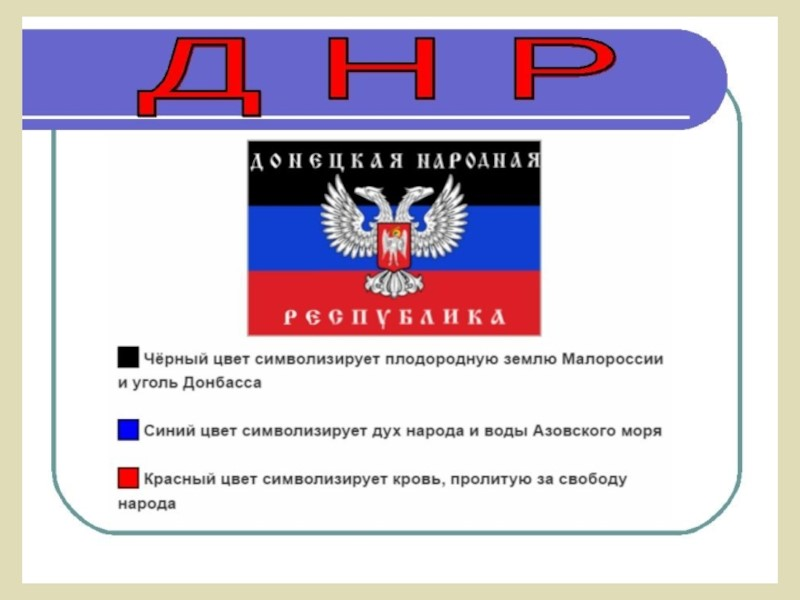 ДНР
ДОНЕЦКАЯ НАРОДНАЯ
РЕСПУБЛИКА
Чёрный цвет символизирует плодородную землю Малороссии
и уголь Донбасса
Синий цвет символизирует дух народа и воды Азовского моря
Красный цвет символизирует кровь, пролитую за свободу
народа